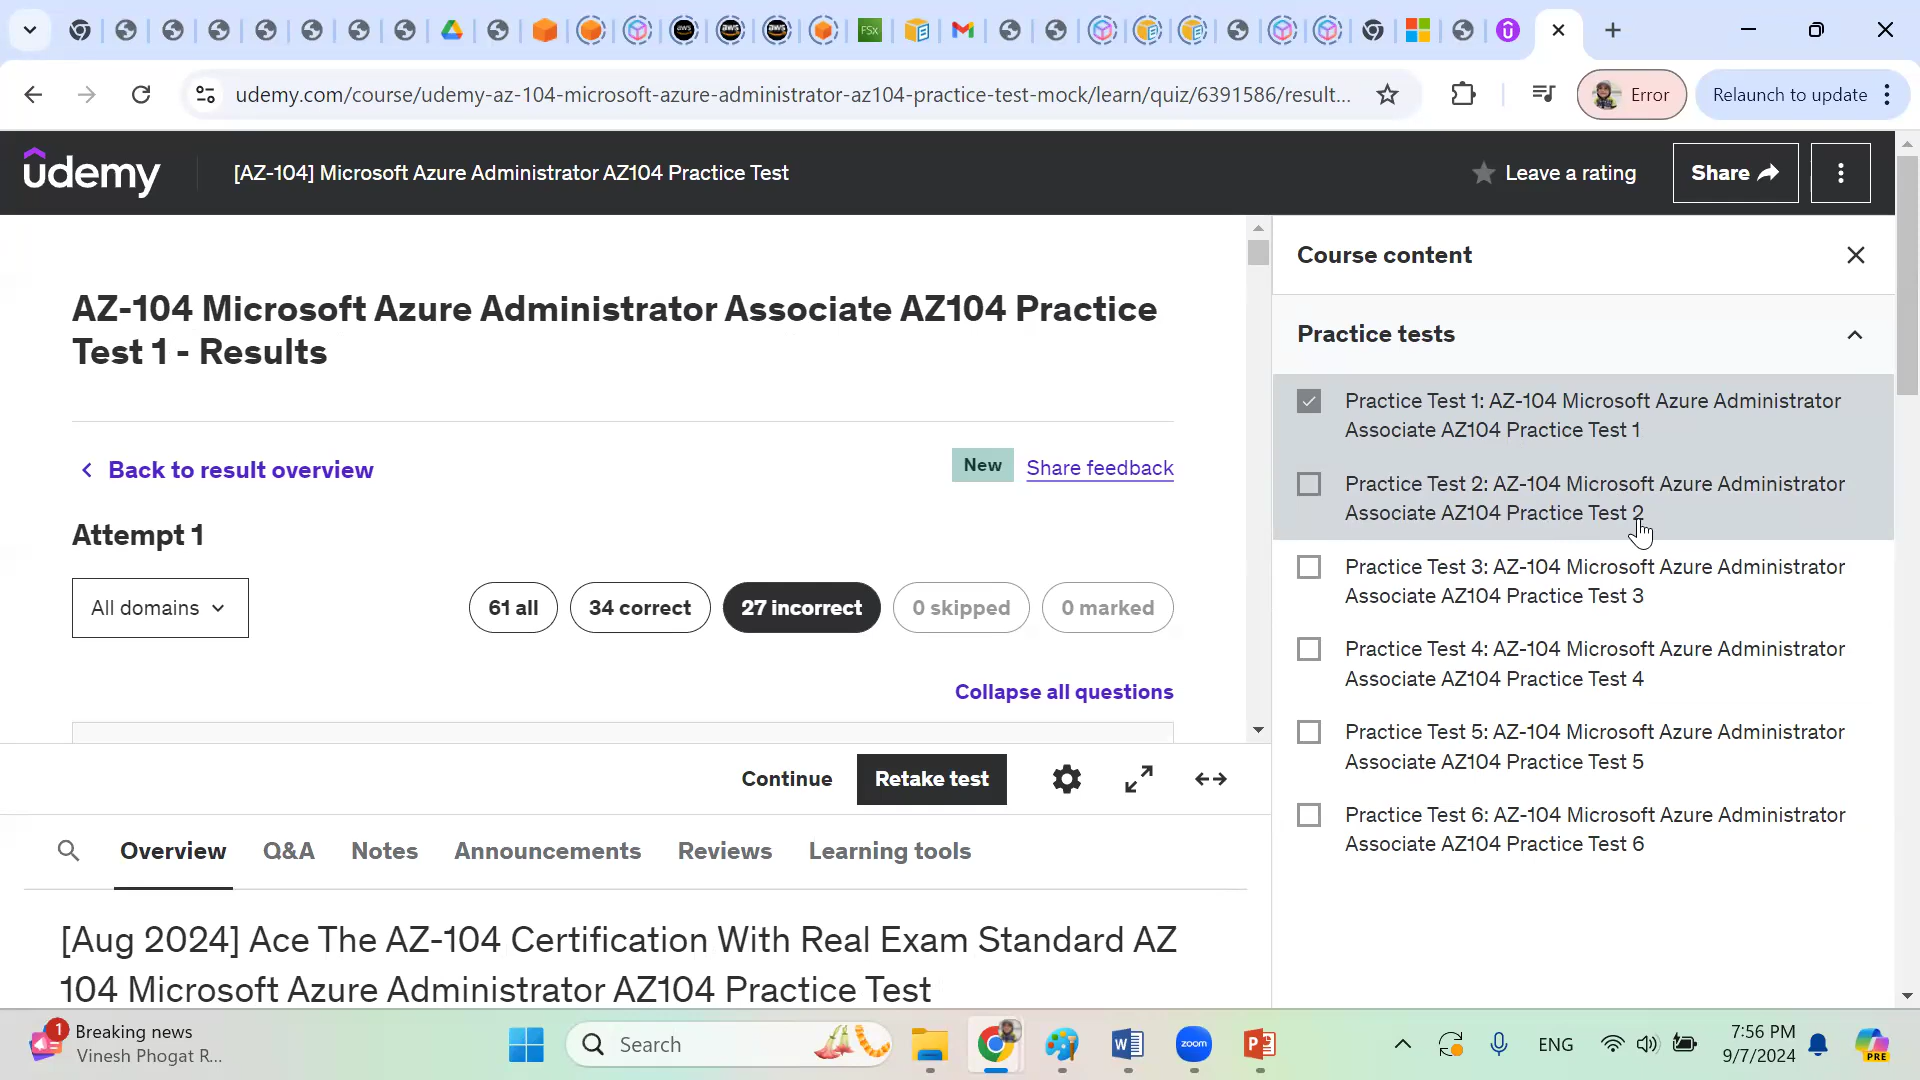 FSx
udemy.com/course/udemy-az-104-microsoft-azure-administrator-az104-practice-test-mock/learn/quiz/6391586/result...
Error
Relaunch to update
udemy
[AZ-104] Microsoft Azure Administrator AZ104 Practice Test
Leave a rating
Share
AZ-104 Microsoft Azure Administrator Associate AZ104 Practice
Test 1 - Results
Back to result overview
New
Share feedback
Attempt 1
All domains
61 all
34 correct
27 incorrect
0 skipped
0 marked
Collapse all questions
Continue
Retake test
Overview
Q&A
Notes
Announcements
Reviews
Learning tools
[Aug 2024] Ace The AZ-104 Certification With Real Exam Standard AZ
104 Microsoft Azure Administrator AZ104 Practice Test
Course content
Practice tests
Practice Test 1: AZ-104 Microsoft Azure Administrator
Associate AZ104 Practice Test 1
Practice Test 2: AZ-104 Microsoft Azure Administrator
Associate AZ104 Practice Test 2
Practice Test 3: AZ-104 Microsoft Azure Administrator
Associate AZ104 Practice Test 3
Practice Test 4: AZ-104 Microsoft Azure Administrator
Associate AZ104 Practice Test 4
Practice Test 5: AZ-104 Microsoft Azure Administrator
Associate AZ104 Practice Test 5
Practice Test 6: AZ-104 Microsoft Azure Administrator
Associate AZ104 Practice Test 6
1
Breaking news
Vinesh Phogat R...
Search
zoom
ENG
7:56 PM
9/7/2024
PRE